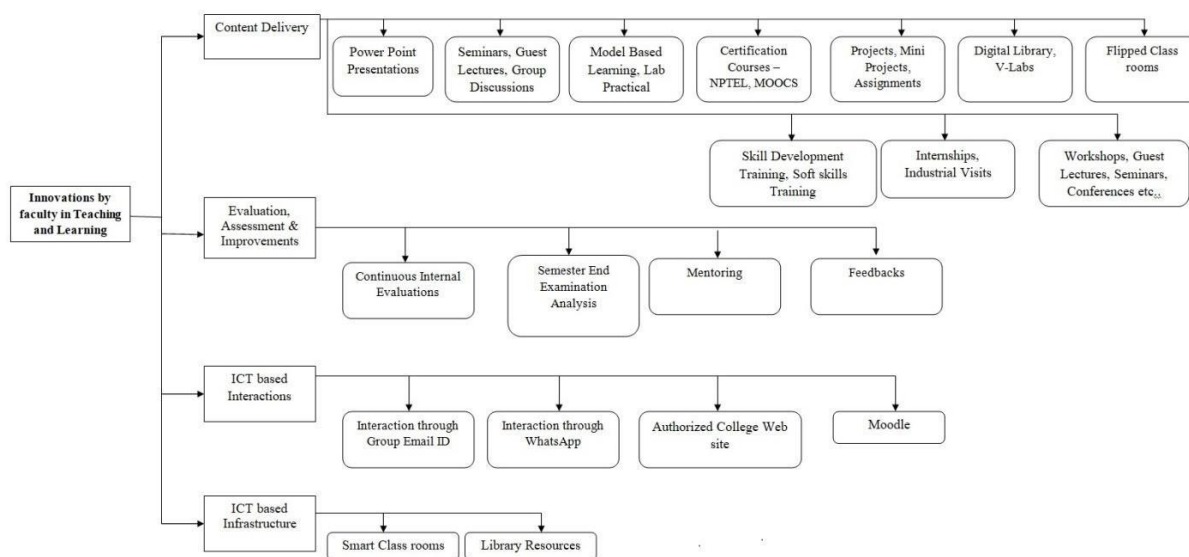 Content Delivery
Power Point
Presentations
Seminars, Guest
Lectures, Group
Discussions
Model Based
Learning, Lab
Practical
Certification
Courses –
NPTEL, MOOCS
Projects, Mini
Projects,
Assignments
Digital Library,
V-Labs
Flipped Class
rooms
Skill Development
Training, Soft skills
Training
Internships,
Industrial Visits
Workshops, Guest
Lectures, Seminars,
Conferences etc.,
Innovations by
faculty in Teaching
and Learning
Evaluation,
Assessment &
Improvements
Continuous Internal
Evaluations
Semester End
Examination
Analysis
Mentoring
Feedbacks
ICT based
Interactions
Interaction through
Group Email ID
Interaction through
WhatsApp
Authorized College Web
site
Moodle
ICT based
Infrastructure
Smart Class rooms
Library Resources